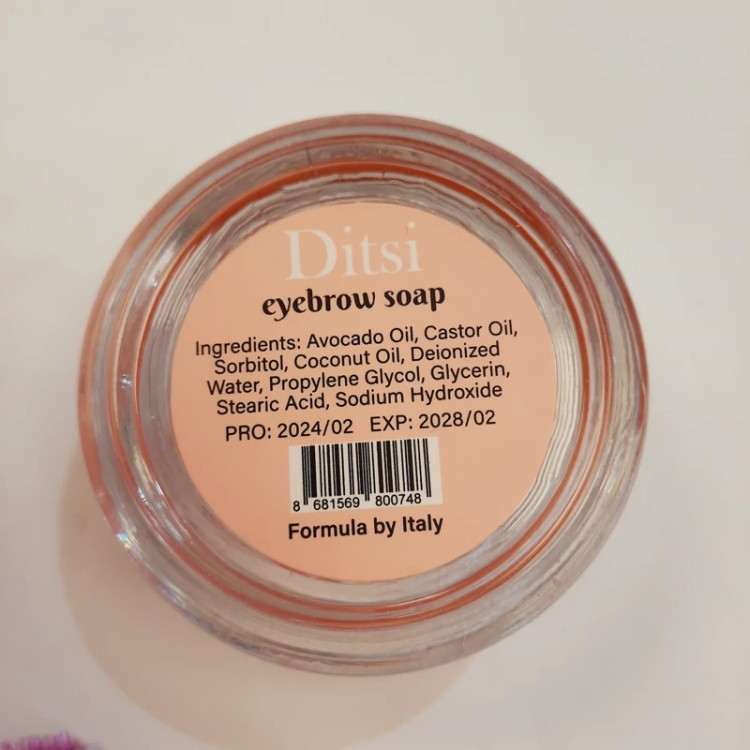 Ditsi
eyebrow soap
Ingredients: Avocado Oil, Castor Oil,
Sorbitol, Coconut Oil, Deionized
Water, Propylene Glycol, Glycerin,
Stearic Acid, Sodium Hydroxide
PRO: 2024/02 EXP: 2028/02
8 681569 800748
Formula by Italy